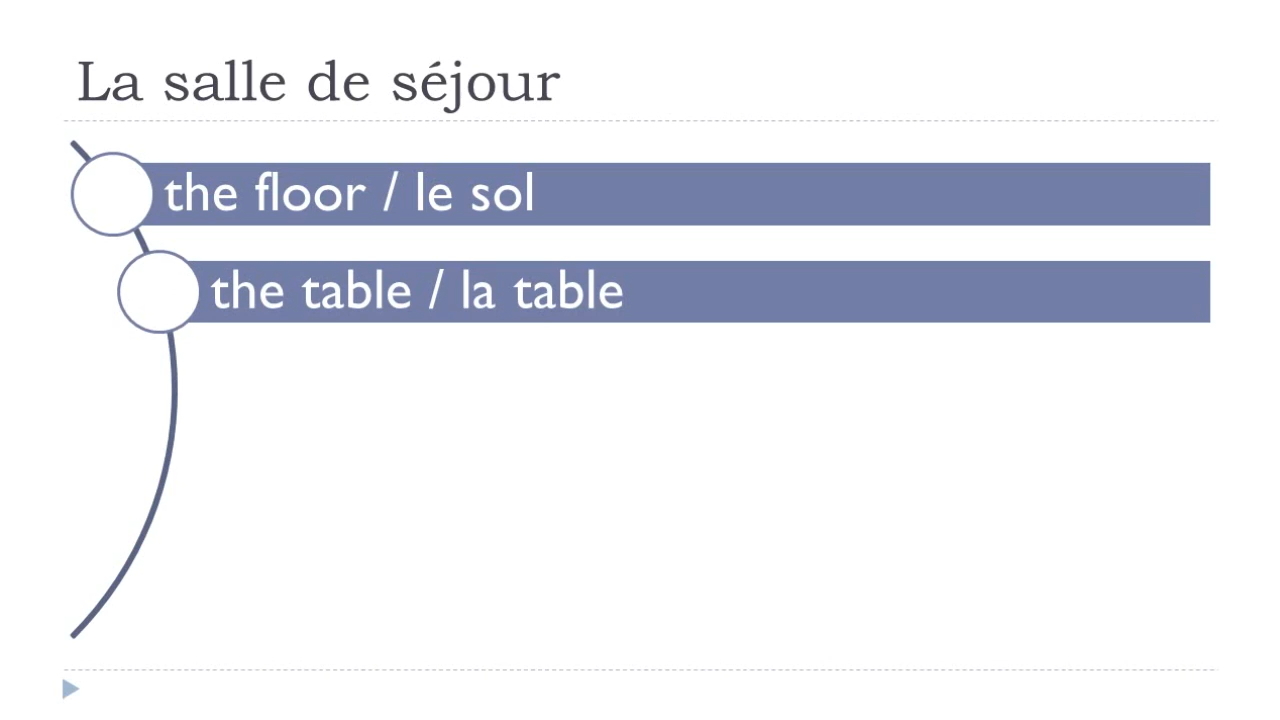 La salle de séjour
the floor / le sol
the table / la table